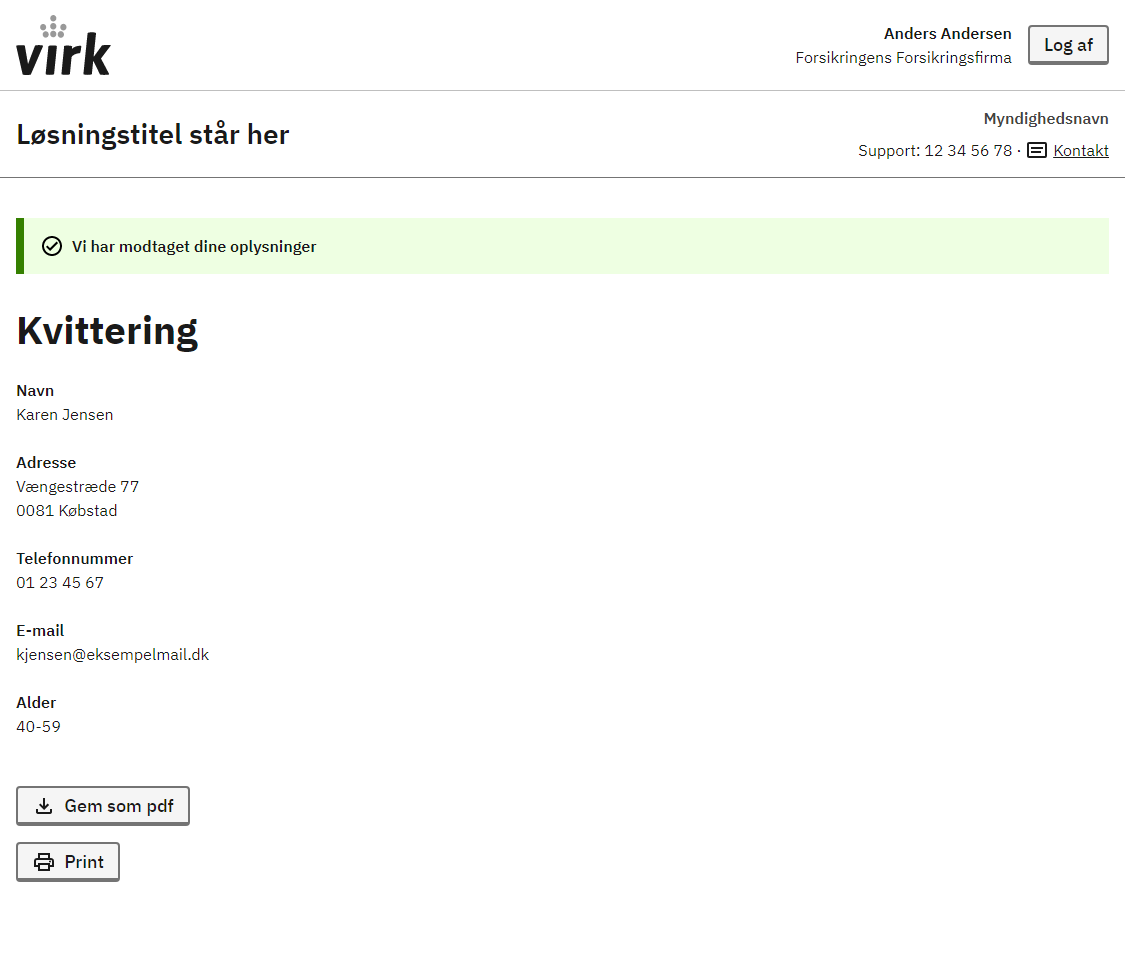 virk
Anders Andersen
Forsikringens Forsikringsfirma
Log af
Løsningstitel står her
Myndighedsnavn
Support: 12 34 56 78 · Kontakt
Vi har modtaget dine oplysninger
Kvittering
Navn
Karen Jensen
Adresse
Vængestræde 77
0081 Købstad
Telefonnummer
01 23 45 67
E-mail
kjensen@eksempelmail.dk
Alder
40-59
Gem som pdf
Print